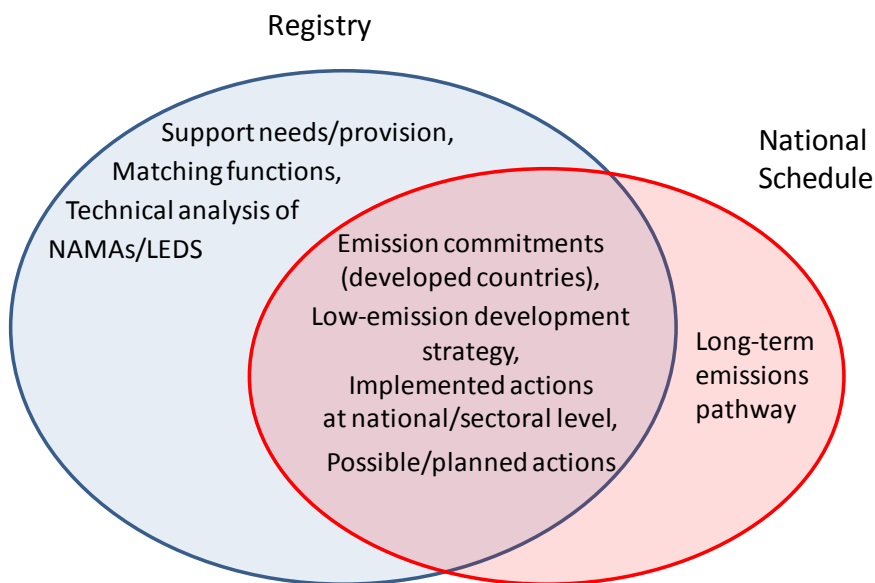 Registry
National
Schedule
Support needs/provision,
Matching functions,
Technical analysis of
NAMAs/LEDS
Emission commitments
(developed countries),
Low-emission development
strategy,
Implemented actions
at national/sectoral level,
Possible/planned actions
Long-term
emissions
pathway